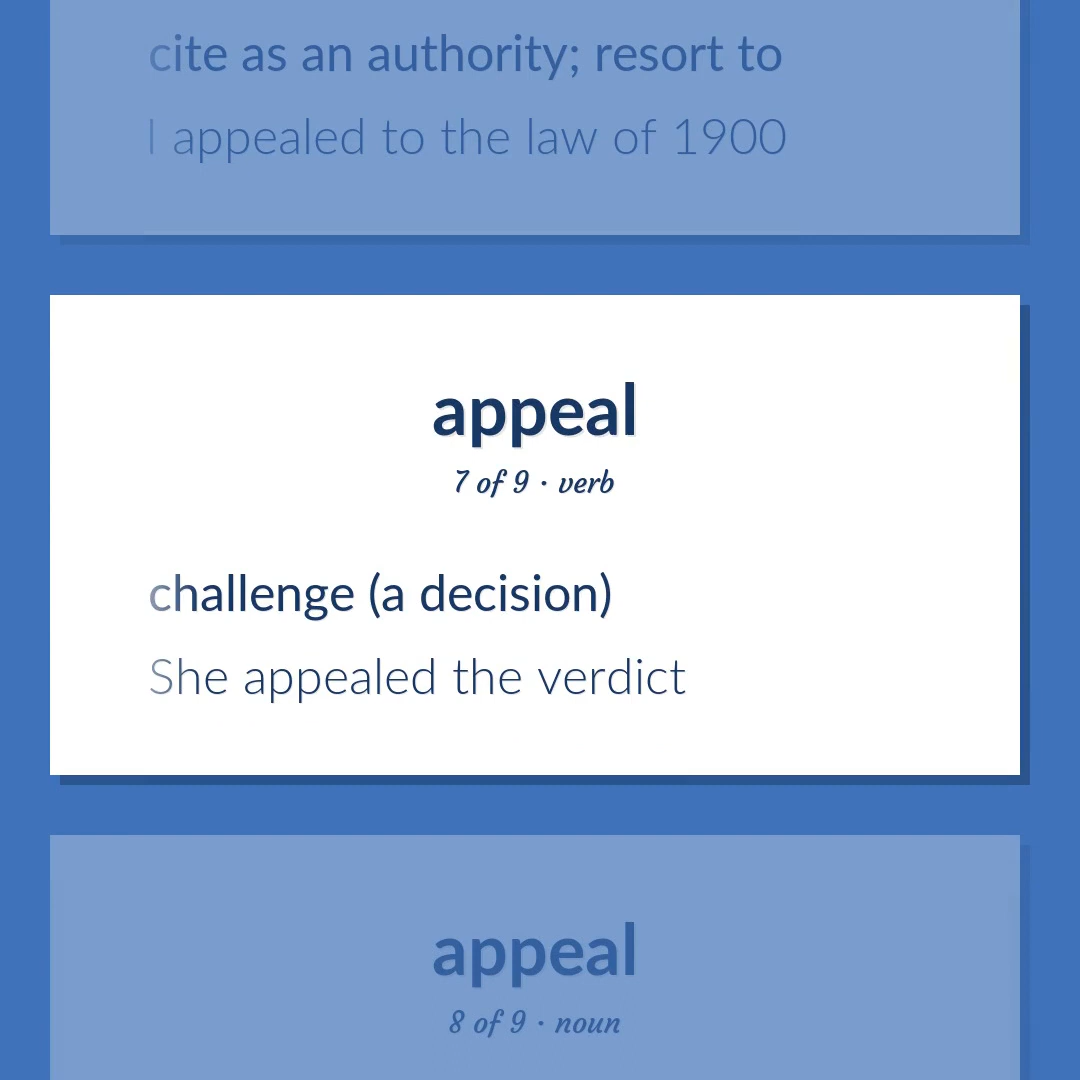 cite as an authority; resort to
I appealed to the law of 1900
appeal
7 of 9 · verb
challenge (a decision)
She appealed the verdict
appeal
8 of 9 · noun